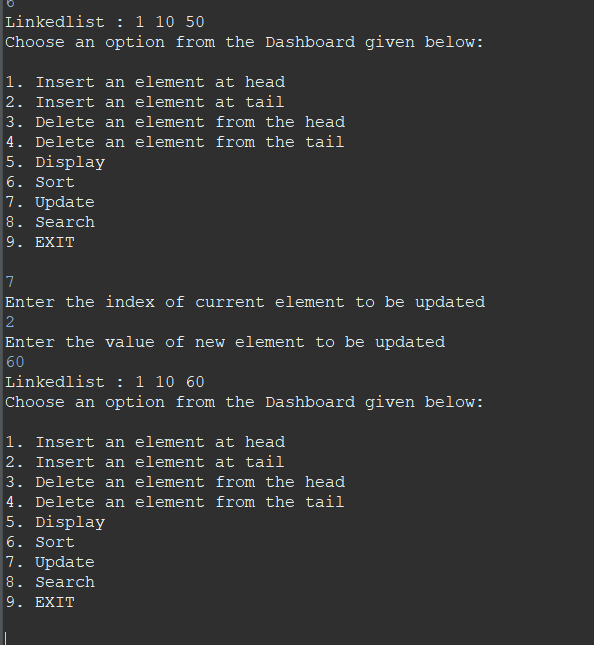 6
Linkedlist : 1 10 50
Choose an option from the Dashboard given below:
1. Insert an element at head
2. Insert an element at tail
3. Delete an element from the head
4. Delete an element from the tail
5. Display
6. Sort
7. Update
8. Search
9. EXIT
7
Enter the index of current element to be updated
2
Enter the value of new element to be updated
60
Linkedlist : 1 10 60
Choose an option from the Dashboard given below:
1. Insert an element at head
2. Insert an element at tail
3. Delete an element from the head
4. Delete an element from the tail
5. Display
6. Sort
7. Update
8. Search
9. EXIT